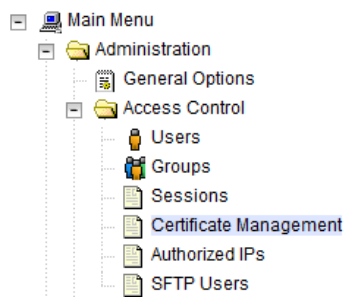 Main Menu
Administration
General Options
Access Control
Users
Groups
Sessions
Certificate Management
Authorized IPs
SFTP Users